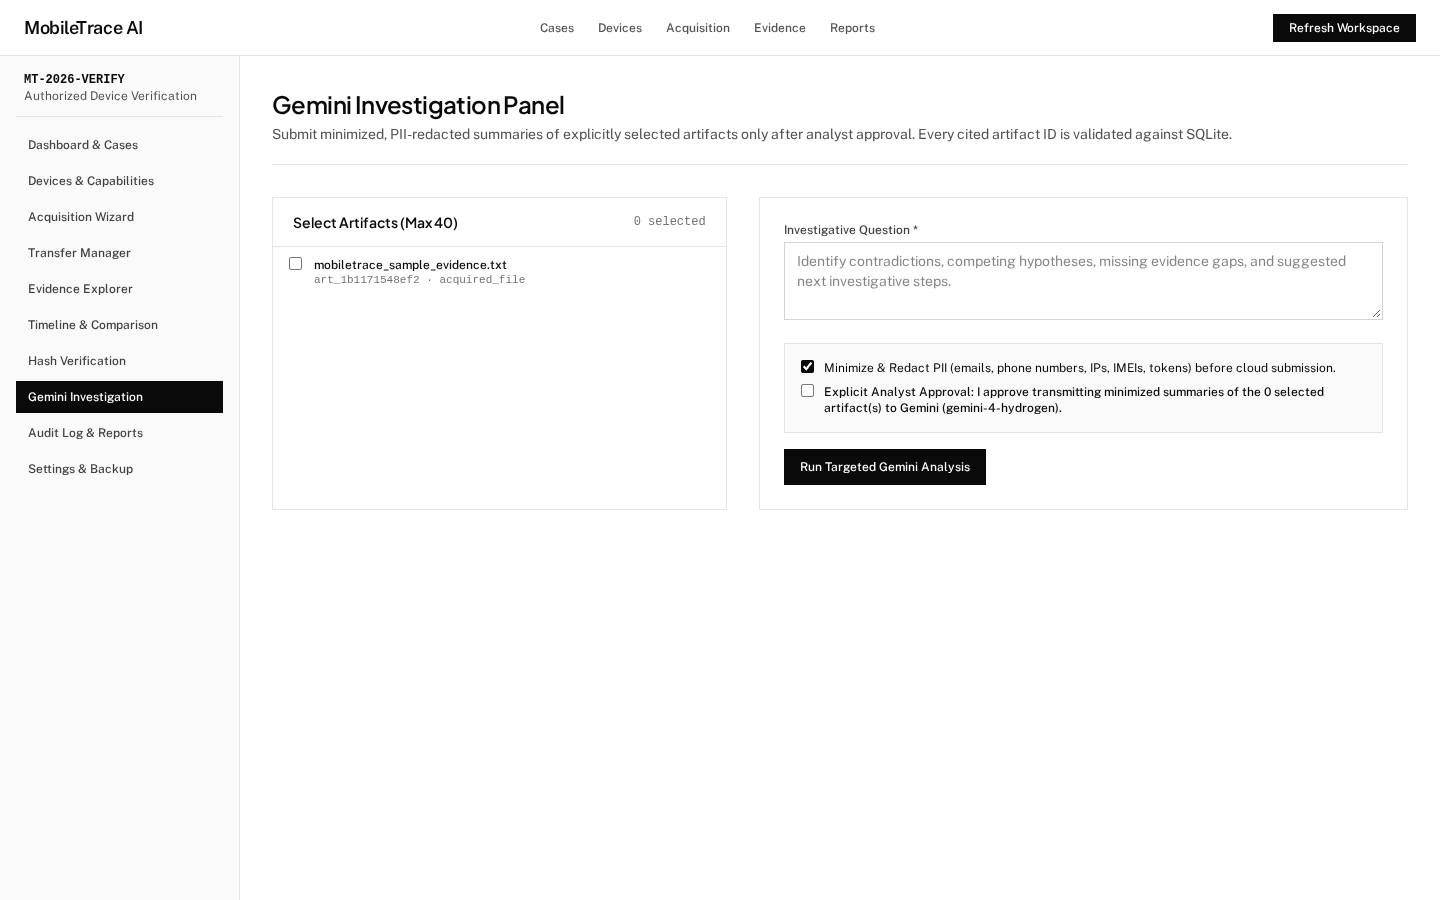 MobileTrace AI
Cases
Devices
Acquisition
Evidence
Reports
Refresh Workspace
MT-2026-VERIFY
Authorized Device Verification
Dashboard & Cases
Devices & Capabilities
Acquisition Wizard
Transfer Manager
Evidence Explorer
Timeline & Comparison
Hash Verification
Gemini Investigation
Audit Log & Reports
Settings & Backup
Gemini Investigation Panel
Submit minimized, PII-redacted summaries of explicitly selected artifacts only after analyst approval. Every cited artifact ID is validated against SQLite.
Select Artifacts (Max 40)
0 selected
mobiletrace_sample_evidence.txt
art_1b1171548ef2 · acquired_file
Investigative Question *
Identify contradictions, competing hypotheses, missing evidence gaps, and suggested
next investigative steps.
Minimize & Redact PII (emails, phone numbers, IPs, IMEIs, tokens) before cloud submission.
Explicit Analyst Approval: I approve transmitting minimized summaries of the 0 selected
artifact(s) to Gemini (gemini-4-hydrogen).
Run Targeted Gemini Analysis